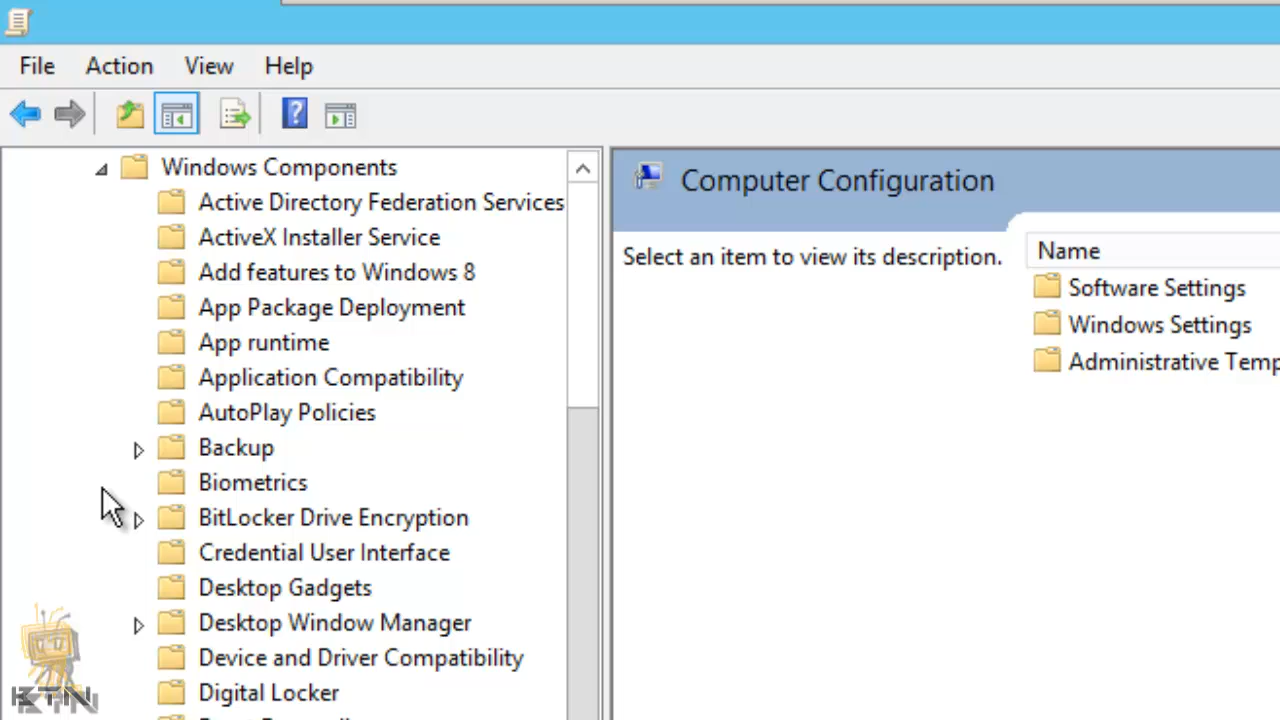 File Action View Help
Windows Components
Active Directory Federation Services
ActiveX Installer Service
Add features to Windows 8
App Package Deployment
App runtime
Application Compatibility
AutoPlay Policies
Backup
Biometrics
BitLocker Drive Encryption
Credential User Interface
Desktop Gadgets
Desktop Window Manager
Device and Driver Compatibility
Digital Locker
Computer Configuration
Select an item to view its description.
Name
Software Settings
Windows Settings
Administrative Temp
KTN